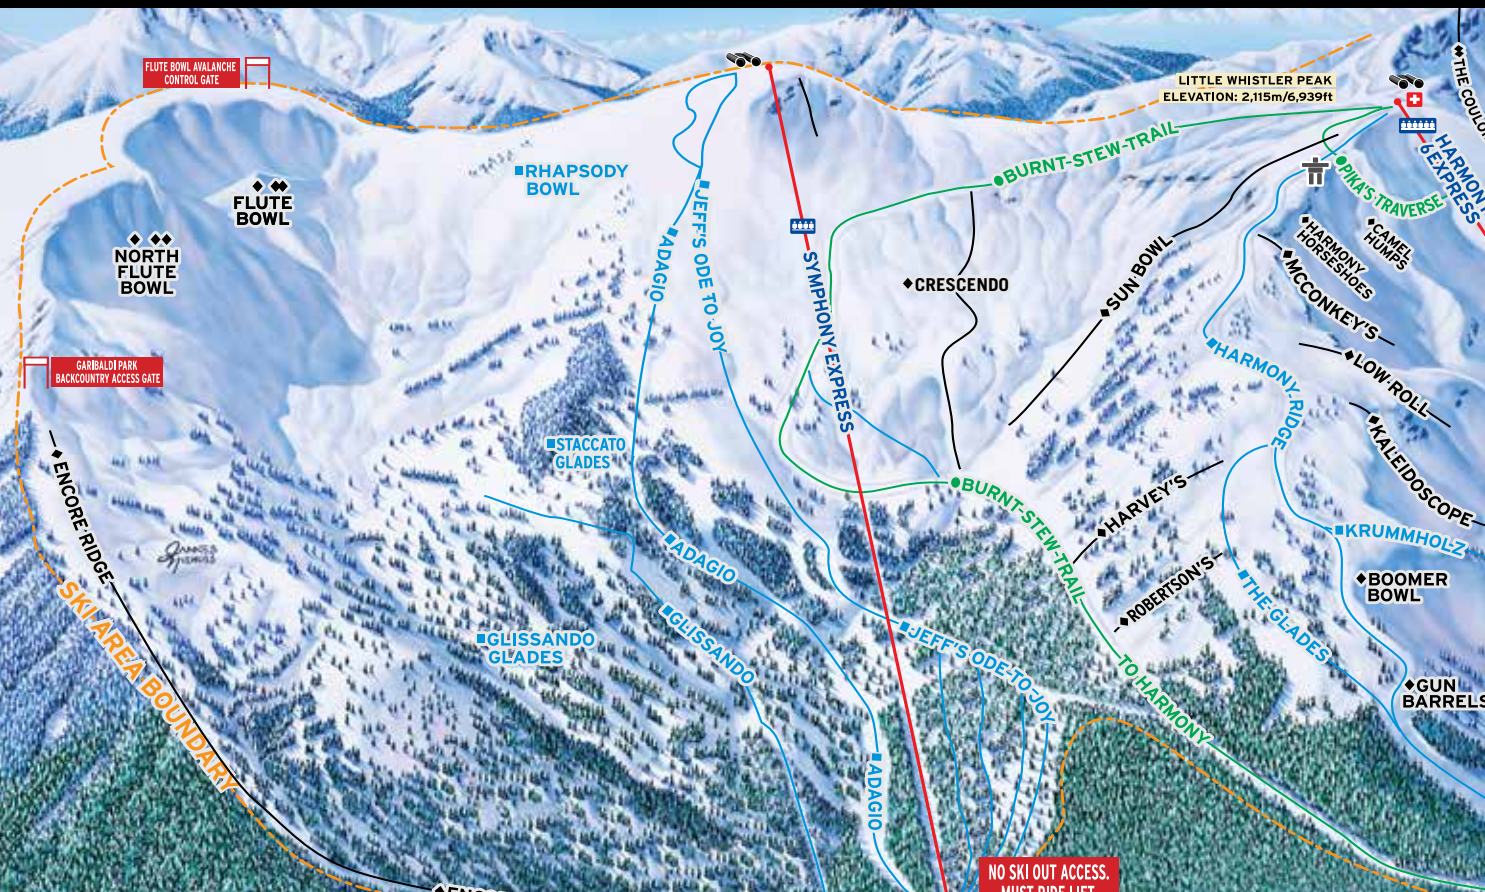 FLUTE BOWL AVALANCHE
CONTROL GATE
LITTLE WHISTLER PEAK
ELEVATION: 2,115m/6,939ft
THE COULO
HARMONY
6 EXPRESS
BURNT-STEW-TRAIL
RHAPSODY
BOWL
PIKA'S TRAVERSE
FLUTE
BOWL
NORTH
FLUTE
BOWL
JEFF'S ODE TO JOY
ADAGIO
SYMPHONY EXPRESS
CRESCENDO
SUN BOWL
HARMONY
HORSESHOES
CAMEL
HUMPS
MCCONKEY'S
LOW ROLL
HARMONY RIDGE
KALEIDOSCOPE
GARIBALDI PARK
BACKCOUNTRY ACCESS GATE
STACCATO
GLADES
ENCORE RIDGE
BURNT-STEW-TRAIL
HARVEY'S
KRUMMHOLZ
ADAGIO
ROBERTSON'S
THE GLADES
BOOMER
BOWL
SKI AREA BOUNDARY
GLISSANDO
GLADES
GLISSANDO
JEFF'S ODE-TO-JOY
TO HARMONY
GUN
BARRELS
ADAGIO
NO SKI OUT ACCESS.
MUST RIDE LIFT